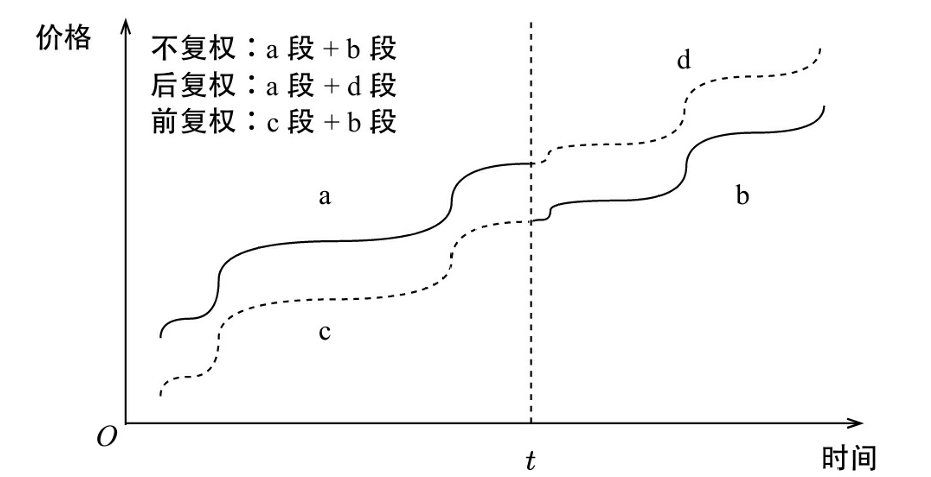 价格
不复权：a 段 + b 段
后复权：a 段 + d 段
前复权：c 段 + b 段
d
a
b
c
O
t
时间